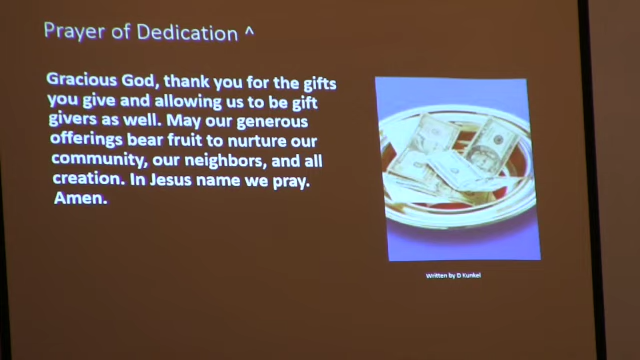 Prayer of Dedication ^
Gracious God, thank you for the gifts
you give and allowing us to be gift
givers as well. May our generous
offerings bear fruit to nurture our
community, our neighbors, and all
creation. In Jesus name we pray.
Amen.
Written by D Kunkel